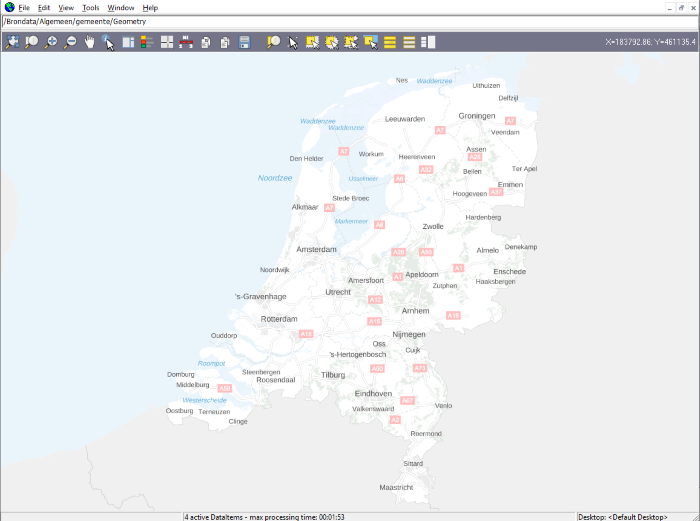 File Edit View Tools Window Help
/Brondata/Algemeen/gemeente/Geometry
X=183792.86; Y=461135.4
Nes Waddenzee
Uithuizen
Delfzijl
Waddenzee
Leeuwarden
Groningen
A7
Waddenzee
A7
Veendam
A7
Workum
Assen
Den Helder
Heerenveen
A28
Noordzee
IJsselmeer
A6
A32
Beilen
Ter Apel
Emmen
Stede Broec
Hoogeveen
A37
Alkmaar
A7
Markermeer
A6
Hardenberg
Zwolle
Amsterdam
A28
A50
Almelo
Denekamp
Noordwijk
Amersfoort
A1
Apeldoorn
A1
Enschede
Haaksbergen
's-Gravenhage
Utrecht
Zutphen
A12
Rotterdam
Arnhem
A18
A15
Ouddorp
A15
Nijmegen
Oss
Cuijk
's-Hertogenbosch
Roompot
Domburg
Steenbergen
Tilburg
A50
A73
Middelburg
A58
Roosendaal
Westerschelde
Eindhoven
A67
Oostburg
Terneuzen
Valkenswaard
Venlo
Clinge
A2
Roermond
Sittard
Maastricht
4 active DataItems - max processing time: 00:01:53
Desktop: <Default Desktop>